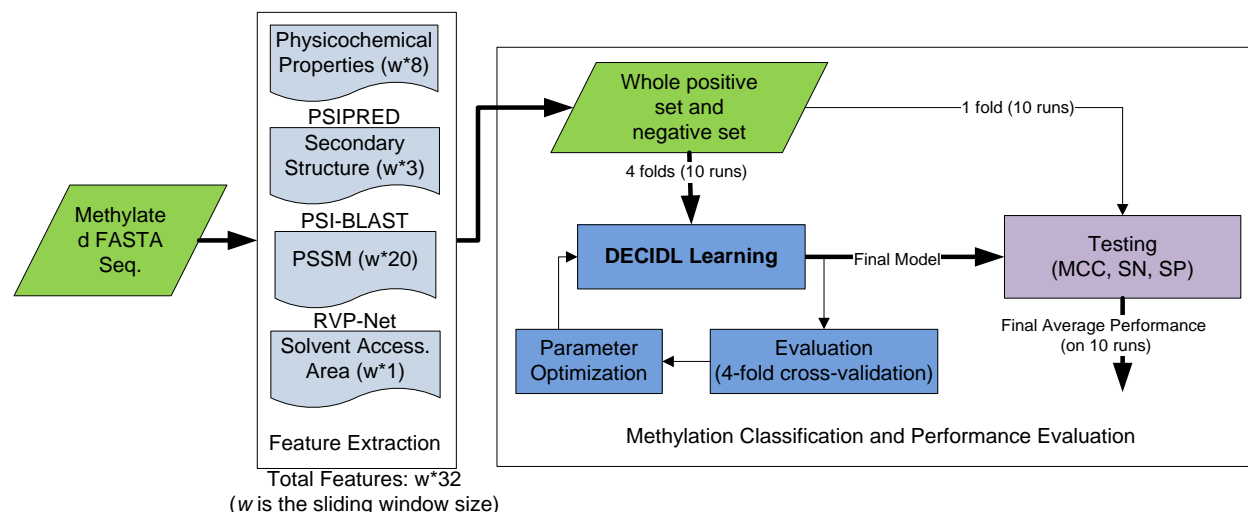 Methylate
d FASTA
Seq.
Physicochemical
Properties (w*8)
PSIPRED
Secondary
Structure (w*3)
PSI-BLAST
PSSM (w*20)
RVP-Net
Solvent Access.
Area (w*1)
Feature Extraction
Total Features: w*32
(w is the sliding window size)
Whole positive
set and
negative set
1 fold (10 runs)
4 folds (10 runs)
DECIDL Learning
Final Model
Testing
(MCC, SN, SP)
Parameter
Optimization
Evaluation
(4-fold cross-validation)
Final Average Performance
(on 10 runs)
Methylation Classification and Performance Evaluation